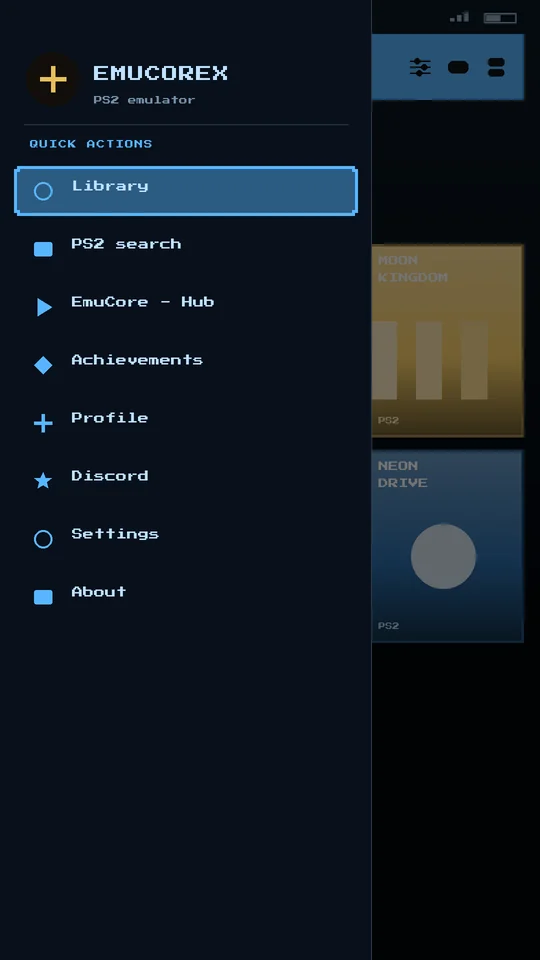 EMUCOREX
PS2 emulator
QUICK ACTIONS
Library
PS2 search
EmuCore - Hub
Achievements
Profile
Discord
Settings
About
MOON
KINGDOM
PS2
NEON
DRIVE
PS2